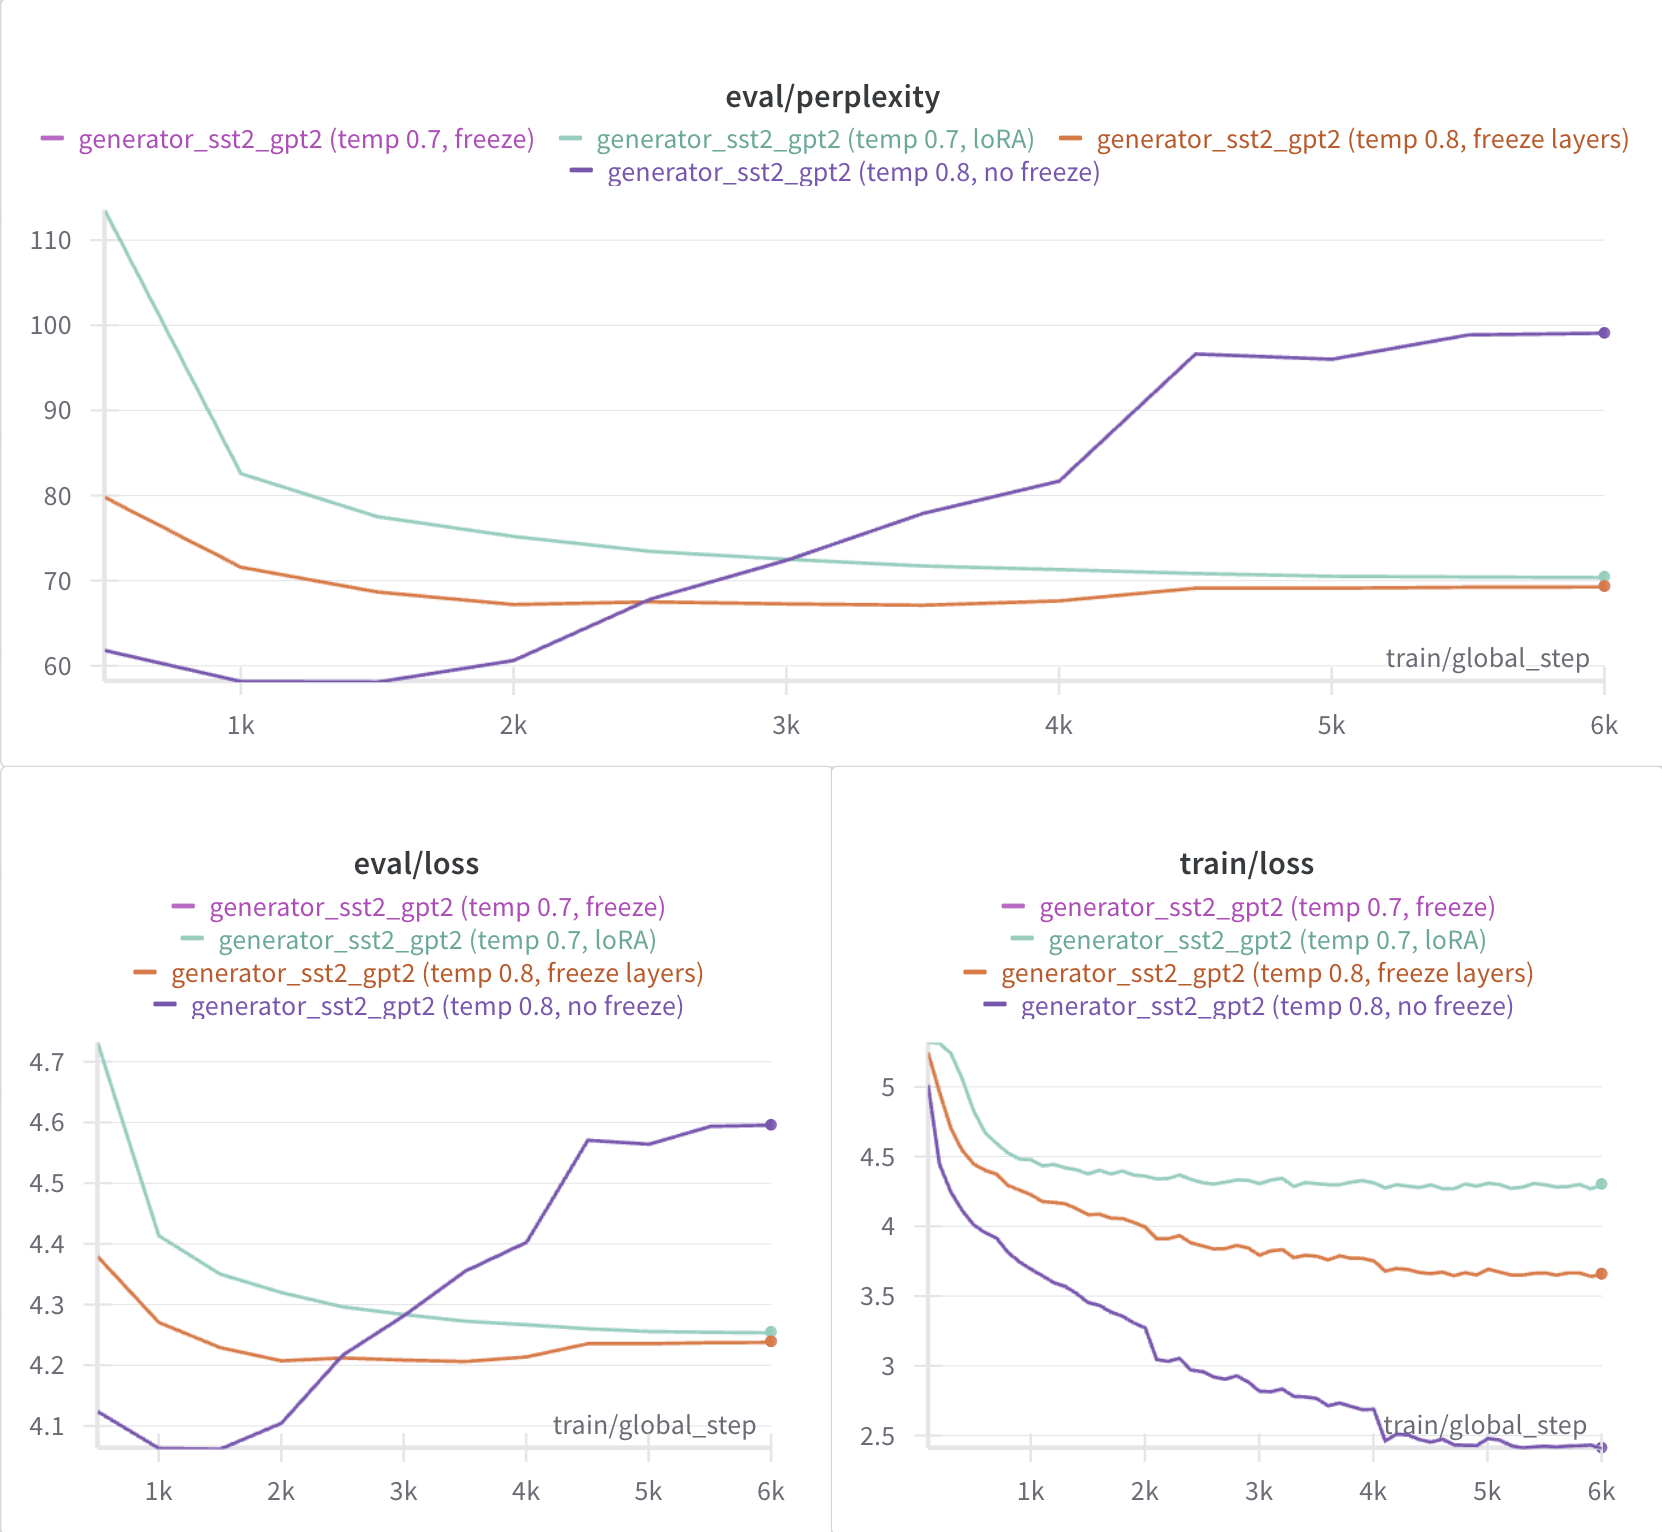 eval/perplexity
generator_sst2_gpt2 (temp 0.7, freeze) generator_sst2_gpt2 (temp 0.7, loRA) generator_sst2_gpt2 (temp 0.8, freeze layers)
generator_sst2_gpt2 (temp 0.8, no freeze)
110
100
90
80
70
60
train/global_step
1k 2k 3k 4k 5k 6k
eval/loss
generator_sst2_gpt2 (temp 0.7, freeze)
generator_sst2_gpt2 (temp 0.7, loRA)
generator_sst2_gpt2 (temp 0.8, freeze layers)
generator_sst2_gpt2 (temp 0.8, no freeze)
4.7
4.6
4.5
4.4
4.3
4.2
4.1
train/global_step
1k 2k 3k 4k 5k 6k
train/loss
generator_sst2_gpt2 (temp 0.7, freeze)
generator_sst2_gpt2 (temp 0.7, loRA)
generator_sst2_gpt2 (temp 0.8, freeze layers)
generator_sst2_gpt2 (temp 0.8, no freeze)
5
4.5
4
3.5
3
2.5
train/global_step
1k 2k 3k 4k 5k 6k